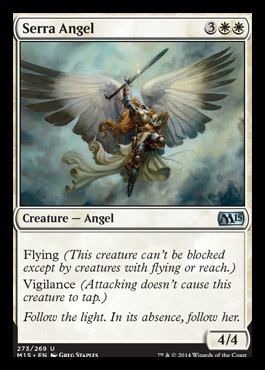 Serra Angel 3
Creature — Angel M15
Flying (This creature can't be blocked
except by creatures with flying or reach.)
Vigilance (Attacking doesn't cause this
creature to tap.)
Follow the light. In its absence, follow her.
4/4
273/269 U
M15 • EN Greg Staples ™ & © 2014 Wizards of the Coast